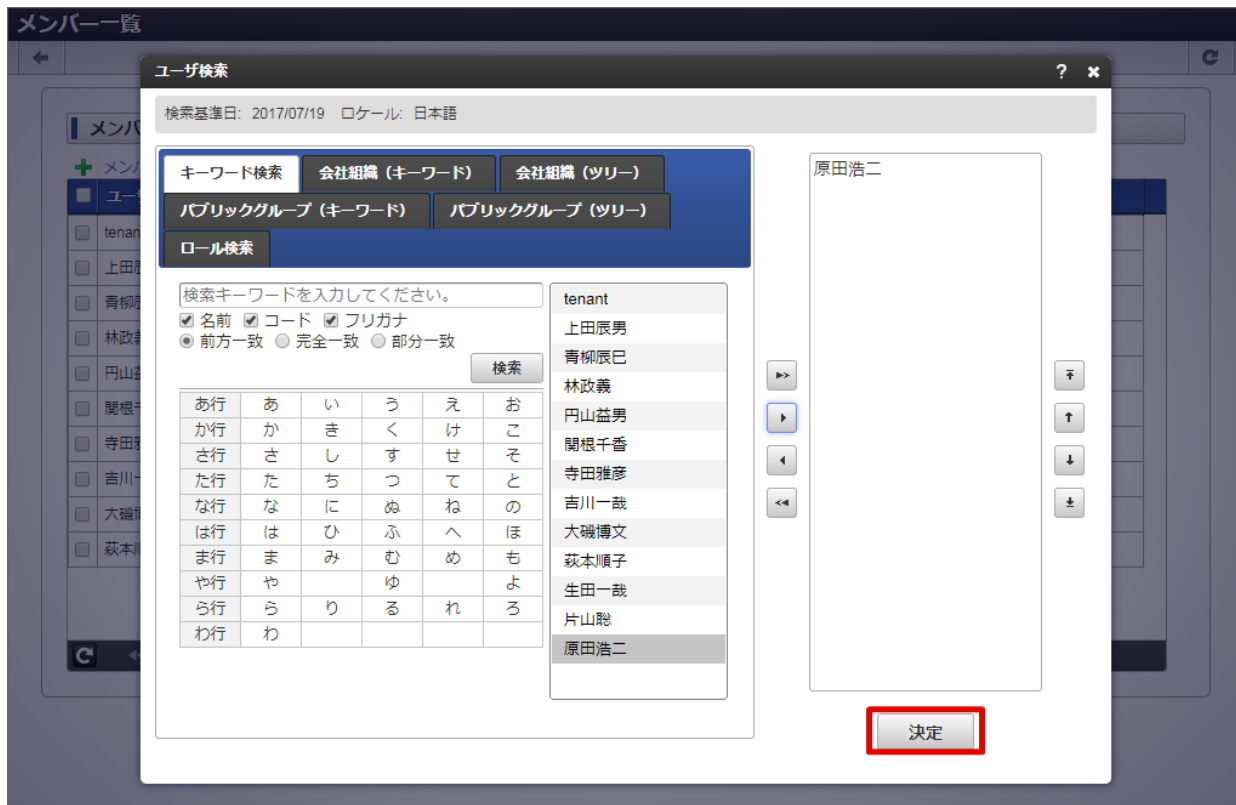 メンバー一覧
ユーザ検索
?
検索基準日: 2017/07/19 ロケール: 日本語
メンバ
メン
ユー
tenan
上田
青柳
林政
円山
関根
寺田
吉川
大磯
萩本
キーワード検索 会社組織（キーワード） 会社組織（ツリー）
パブリックグループ（キーワード） パブリックグループ（ツリー）
ロール検索
検索キーワードを入力してください。
名前 コード フリガナ
前方一致 完全一致 部分一致
検索
あ行 あ い う え お
か行 か き く け こ
さ行 さ し す せ そ
た行 た ち つ て と
な行 な に ぬ ね の
は行 は ひ ふ へ ほ
ま行 ま み む め も
や行 や ゆ よ
ら行 ら り る れ ろ
わ行 わ
tenant
上田辰男
青柳辰巳
林政義
円山益男
関根千香
寺田雅彦
吉川一哉
大磯博文
萩本順子
生田一哉
片山聡
原田浩二
原田浩二
決定